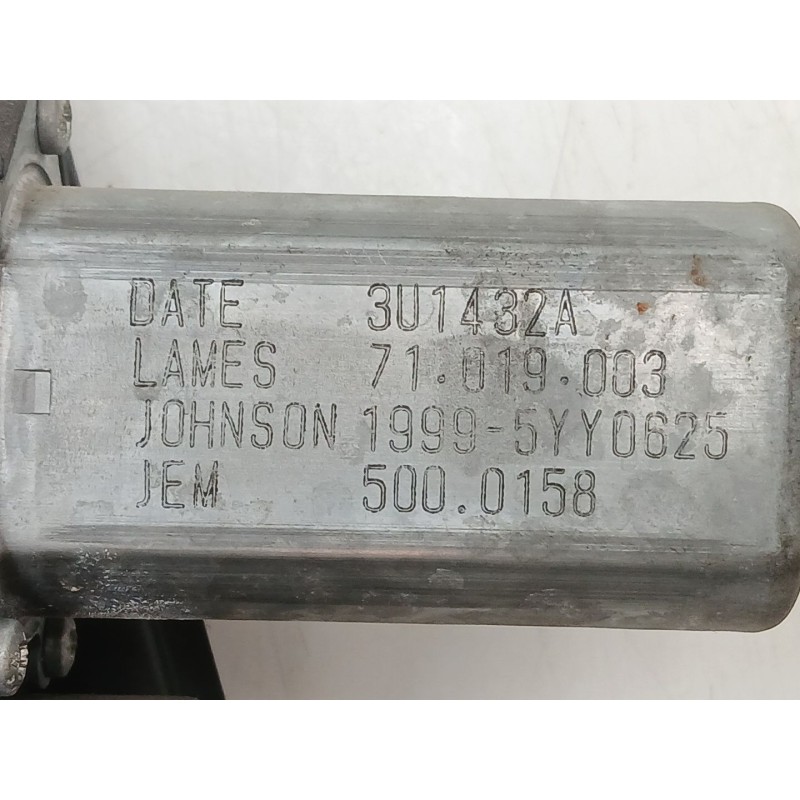 DATE 3U1432A
LAMES 71.019.003
JOHNSON 1999-5YY0625
JEM 500.0158